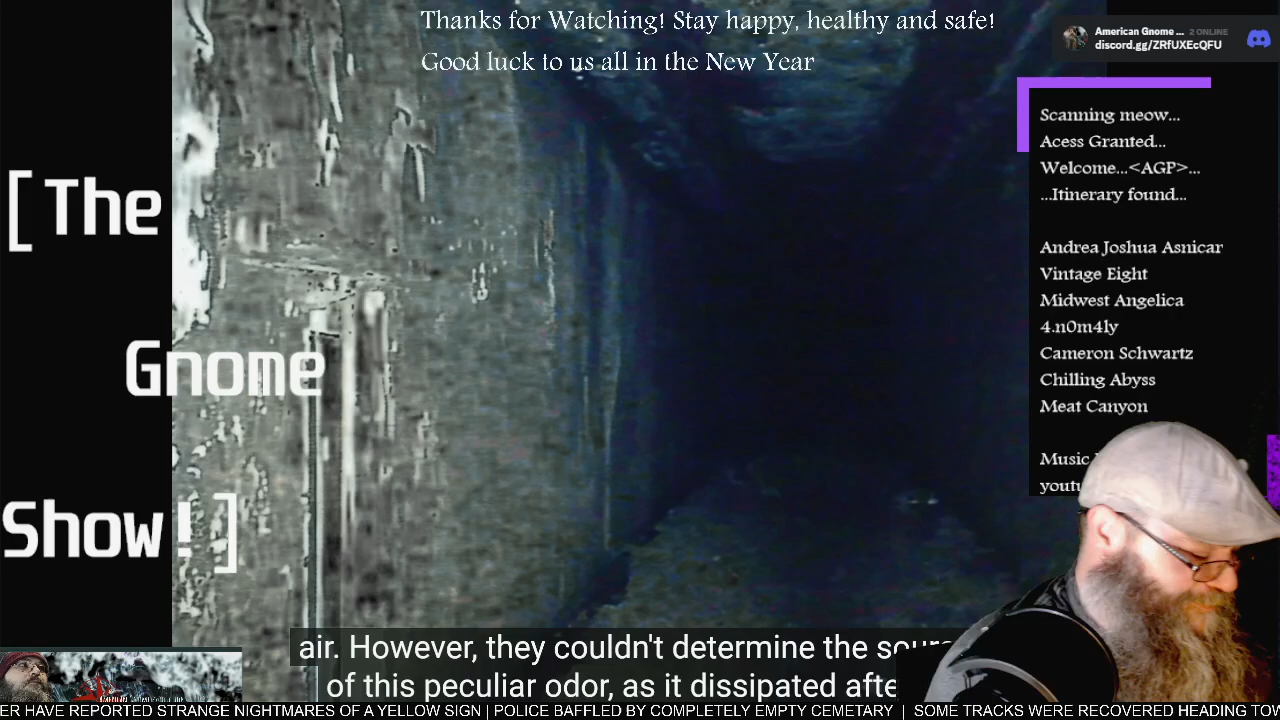 Thanks for Watching! Stay happy, healthy and safe!
Good luck to us all in the New Year
American Gnome ... 2 ONLINE
discord.gg/ZRfUXEcQFU
Scanning meow...
Acess Granted...
Welcome...<AGP>...
...Itinerary found...
Andrea Joshua Asnicar
Vintage Eight
Midwest Angelica
4.n0m4ly
Cameron Schwartz
Chilling Abyss
Meat Canyon
Music
youtu
[The
Gnome
Show!]
air. However, they couldn't determine the
of this peculiar odor, as it dissipated afte
ER HAVE REPORTED STRANGE NIGHTMARES OF A YELLOW SIGN | POLICE BAFFLED BY COMPLETELY EMPTY CEMETARY | SOME TRACKS WERE RECOVERED HEADING TOW